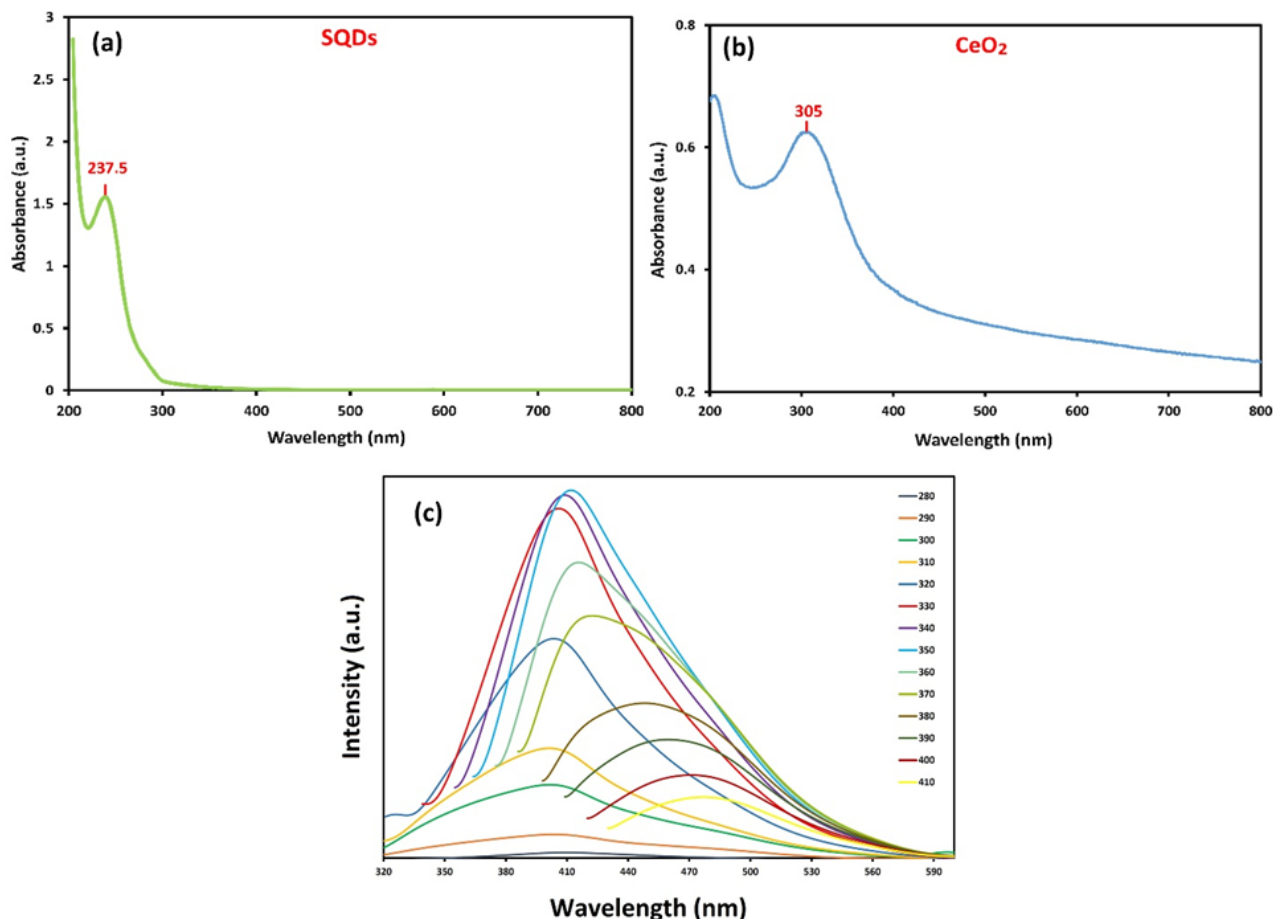 (a)
SQDs
237.5
Absorbance (a.u.)
3
2.5
2
1.5
1
0.5
0
200 300 400 500 600 700 800
Wavelength (nm)
(b)
CeO₂
305
Absorbance (a.u.)
0.8
0.6
0.4
0.2
200 300 400 500 600 700 800
Wavelength (nm)
(c)
Intensity (a.u.)
280
290
300
310
320
330
340
350
360
370
380
390
400
410
320 350 380 410 440 470 500 530 560 590
Wavelength (nm)